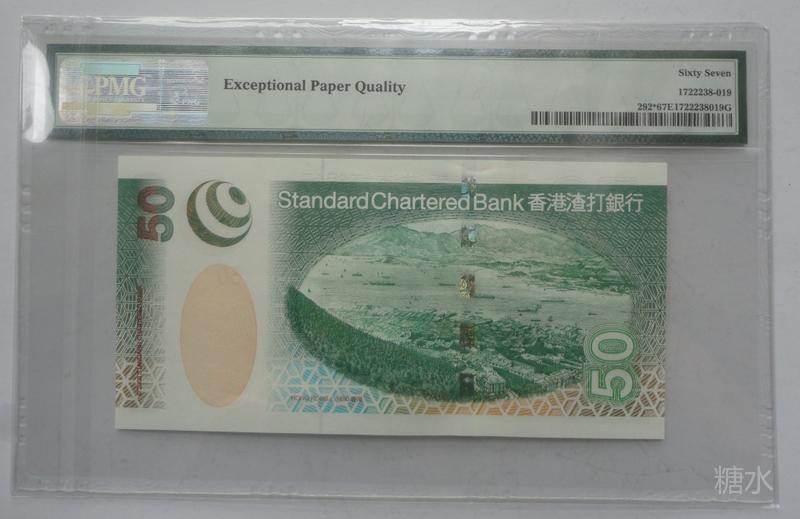 PMG
Exceptional Paper Quality
Sixty Seven
1722238-019
292*67E1722238019G
50
Standard Chartered Bank 香港渣打銀行
50
糖水